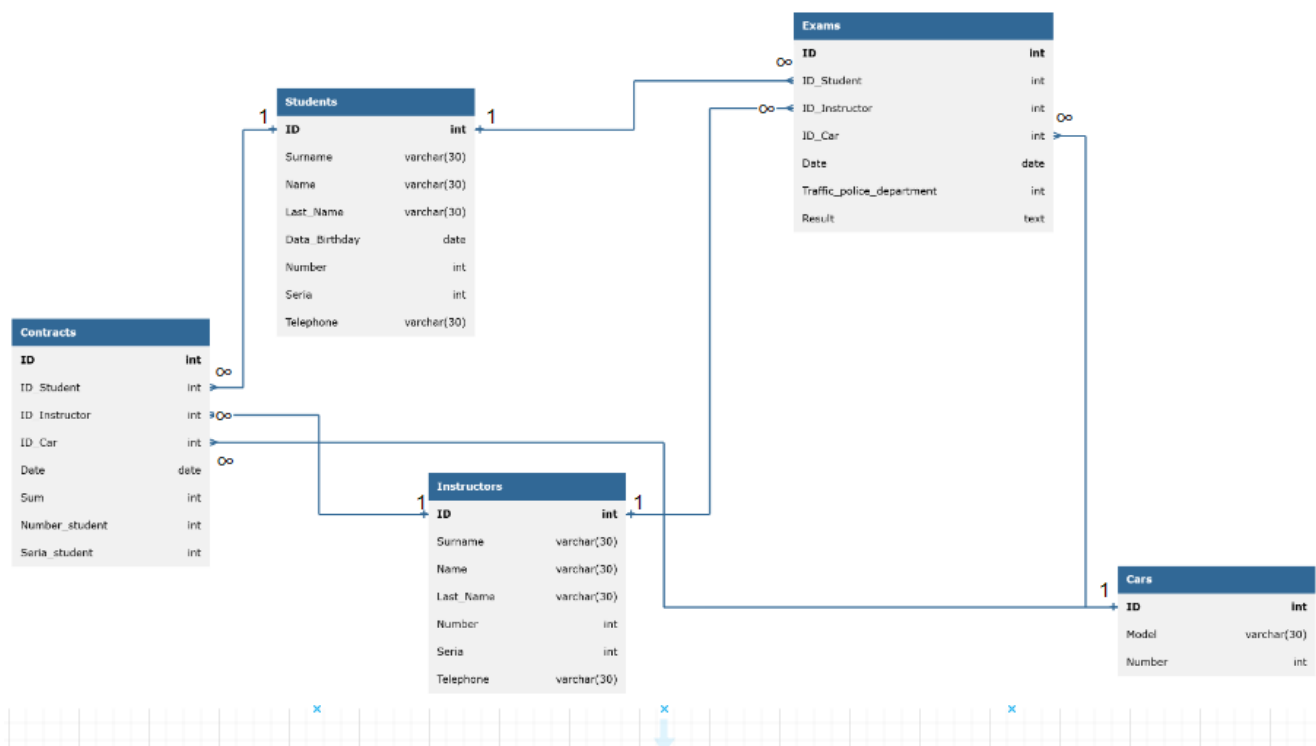 Exams
ID int
∞
ID_Student int
∞ ID_Instructor int
∞
ID_Car int
Date date
Traffic_police_department int
Result text
Students
1 1
ID int
Surname varchar(30)
Name varchar(30)
Last_Name varchar(30)
Data_Birthday date
Number int
Seria int
Telephone varchar(30)
Contracts
ID int
∞
ID_Student int
ID_Instructor int ∞
ID_Car int
∞
Date date
Sum int
Number_student int
Seria_student int
Instructors
1 1
ID int
Surname varchar(30)
Name varchar(30)
Last_Name varchar(30)
Number int
Seria int
Telephone varchar(30)
Cars
1
ID int
Model varchar(30)
Number int